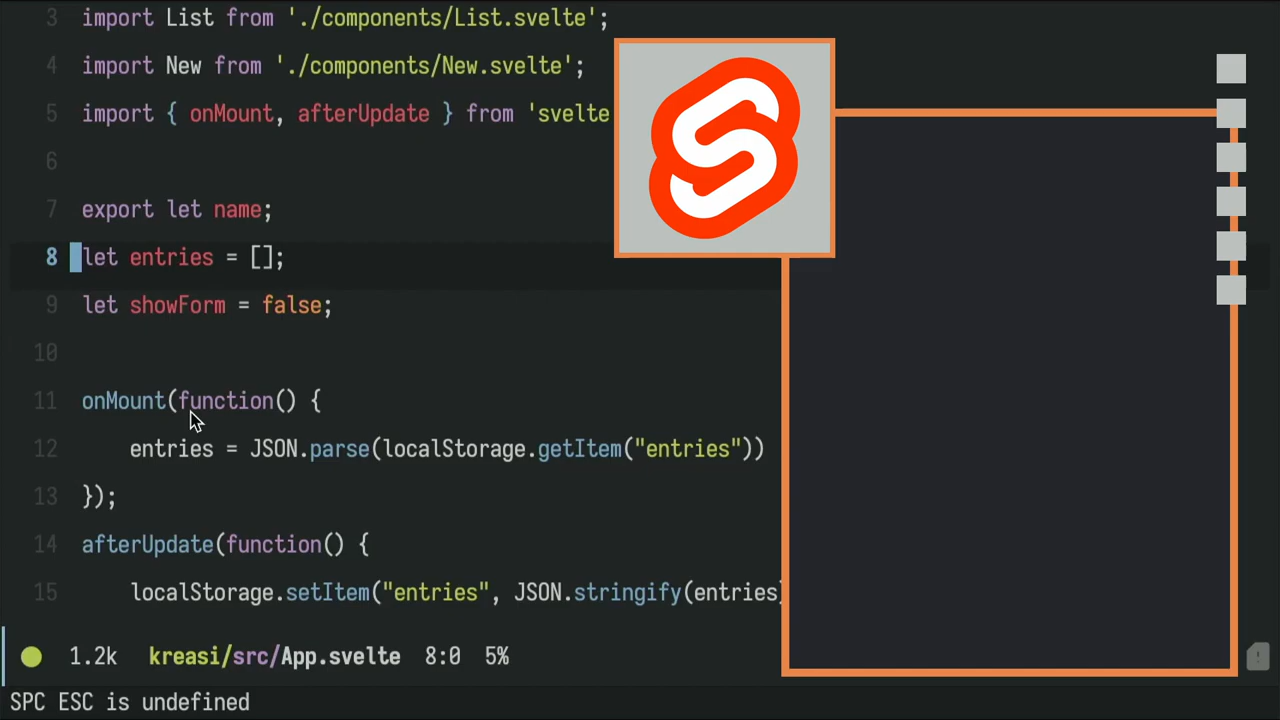 3 import List from './components/List.svelte';
4 import New from './components/New.svelte';
5 import { onMount, afterUpdate } from 'svelte
6
7 export let name;
8 let entries = [];
9 let showForm = false;
10
11 onMount(function() {
12 entries = JSON.parse(localStorage.getItem("entries"))
13 });
14 afterUpdate(function() {
15 localStorage.setItem("entries", JSON.stringify(entries)
1.2k kreasi/src/App.svelte 8:0 5%
SPC ESC is undefined